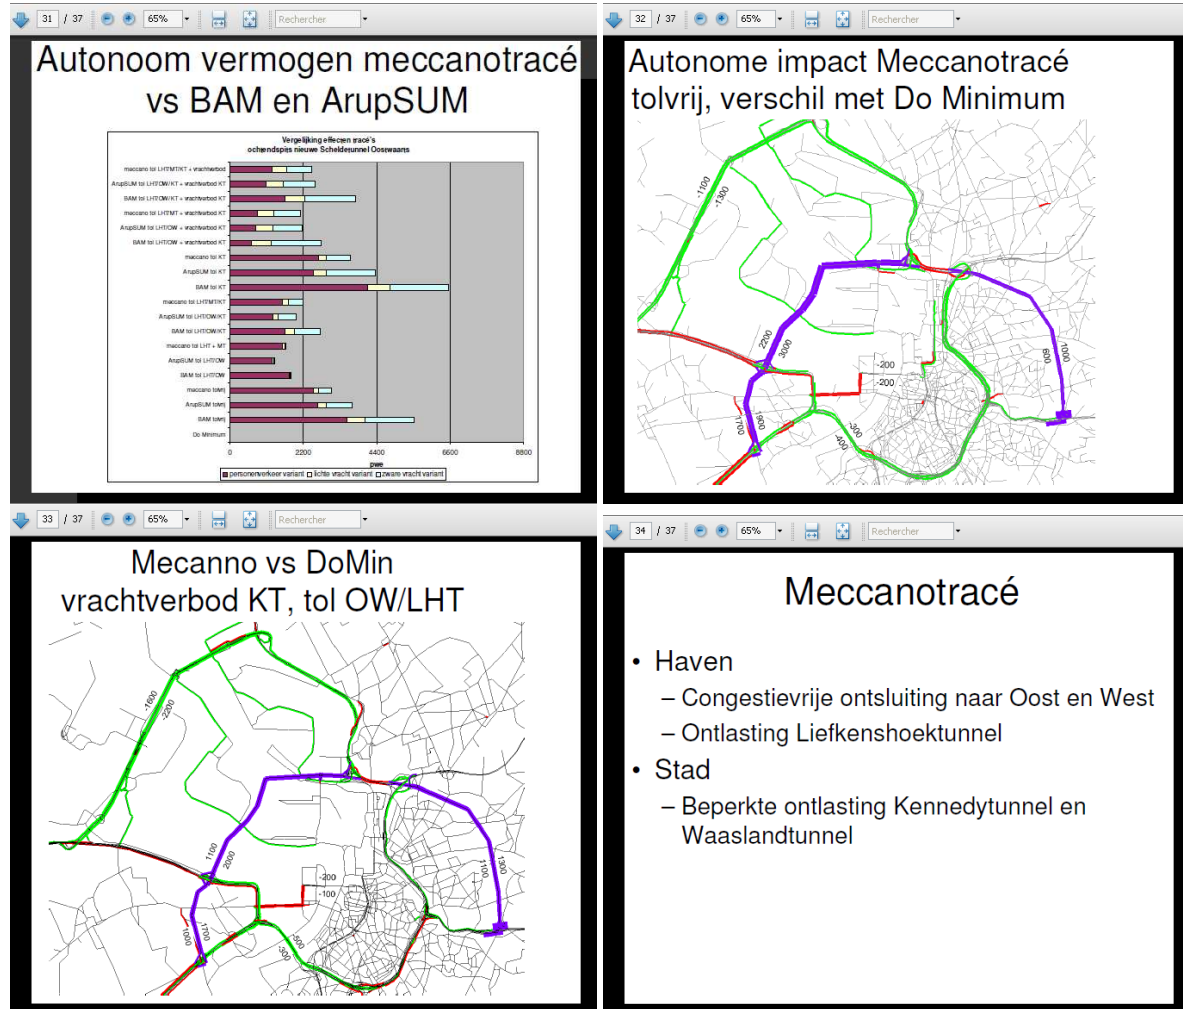 31 / 37 65% Rechercher
Autonoom vermogen meccanotracé
vs BAM en ArupSUM
Vergelijking effecten tracé's
ochtendspits nieuwe Scheldetunnel Oostwaarts
meccano tol LHT/MT/KT + vrachtverbod
ArupSUM tol LHT/OW/KT + vrachtverbod KT
BAM tol LHT/OW/KT + vrachtverbod KT
meccano tol LHT/MT + vrachtverbod KT
ArupSUM tol LHT/OW + vrachtverbod KT
BAM tol LHT/OW + vrachtverbod KT
meccano tol KT
ArupSUM tol KT
BAM tol KT
meccano tol LHT/MT/KT
ArupSUM tol LHT/OW/KT
BAM tol LHT/OW/KT
meccano tol LHT + MT
ArupSUM tol LHT/OW
BAM tol LHT/OW
meccano tolvrij
ArupSUM tolvrij
BAM tolvrij
Do Minimum
0 2200 4400 6600 8800
pwe
personenverkeer variant lichte vracht variant zware vracht variant
32 / 37 65% Rechercher
Autonome impact Meccanotracé
tolvrij, verschil met Do Minimum
-1100
-1300
2200
3000
-200
-200
1000
600
1900
1700
-300
-400
33 / 37 65% Rechercher
Mecanno vs DoMin
vrachtverbod KT, tol OW/LHT
-1600
-2200
1100
2000
-200
-100
1300
1100
1700
1000
-500
-300
34 / 37 65% Rechercher
Meccanotracé
• Haven
– Congestievrije ontsluiting naar Oost en West
– Ontlasting Liefkenshoektunnel
• Stad
– Beperkte ontlasting Kennedytunnel en
Waaslandtunnel